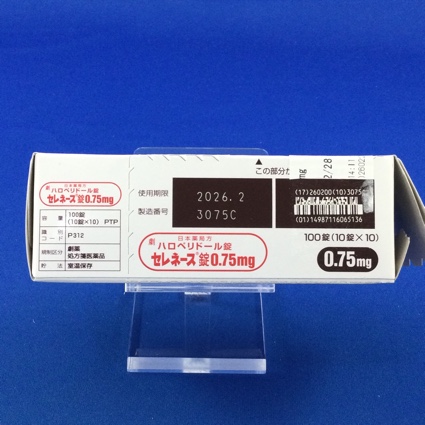 日本薬局方
劇 ハロペリドール錠
セレネース®錠0.75mg
容量 100錠
(10錠×10) PTP
識別コード P312
規制区分 劇薬
処方箋医薬品
貯法 室温保存
▲
この部分か
使用期限 2026.2
製造番号 3075C
日本薬局方
劇 ハロペリドール錠
セレネース®錠0.75mg
100錠(10錠×10)
0.75mg
mg
2/28
(17)260200(10)3075
(01)14987116065136